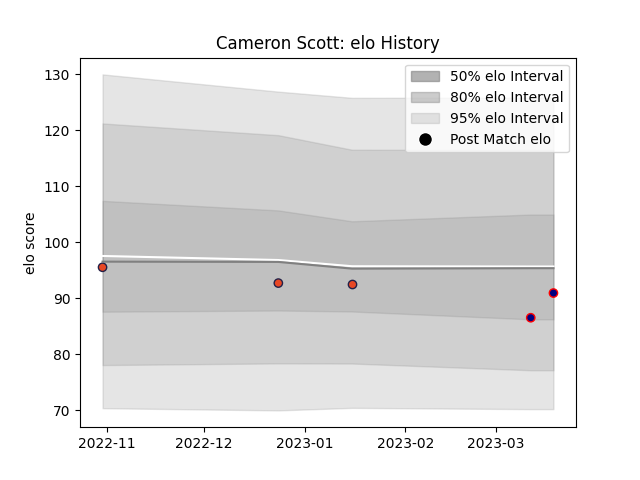 Cameron Scott: elo History
130
120
110
100
90
80
70
elo score
50% elo Interval
80% elo Interval
95% elo Interval
Post Match elo
2022-11
2022-12
2023-01
2023-02
2023-03